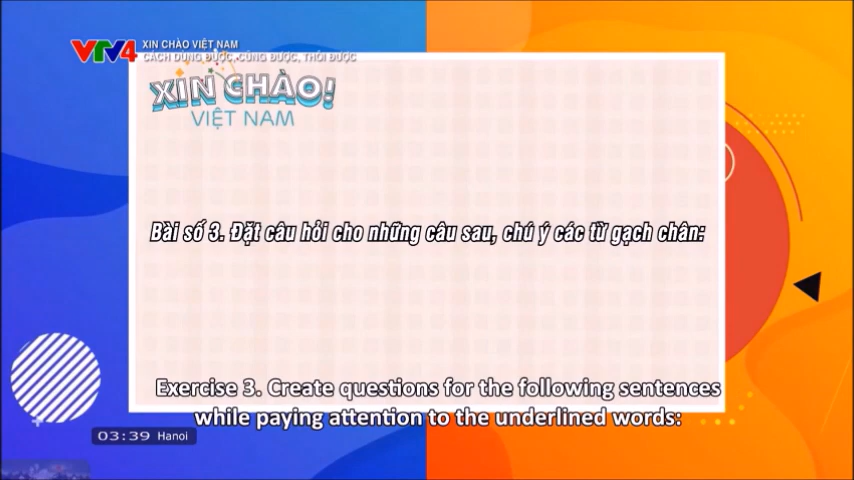 VTV4
XIN CHÀO VIỆT NAM
CÁCH DÙNG ĐƯỢC, CŨNG ĐƯỢC, THÔI ĐƯỢC
XIN CHÀO!
VIỆT NAM
Bài số 3. Đặt câu hỏi cho những câu sau, chú ý các từ gạch chân:
Exercise 3. Create questions for the following sentences
while paying attention to the underlined words:
03:39 Hanoi